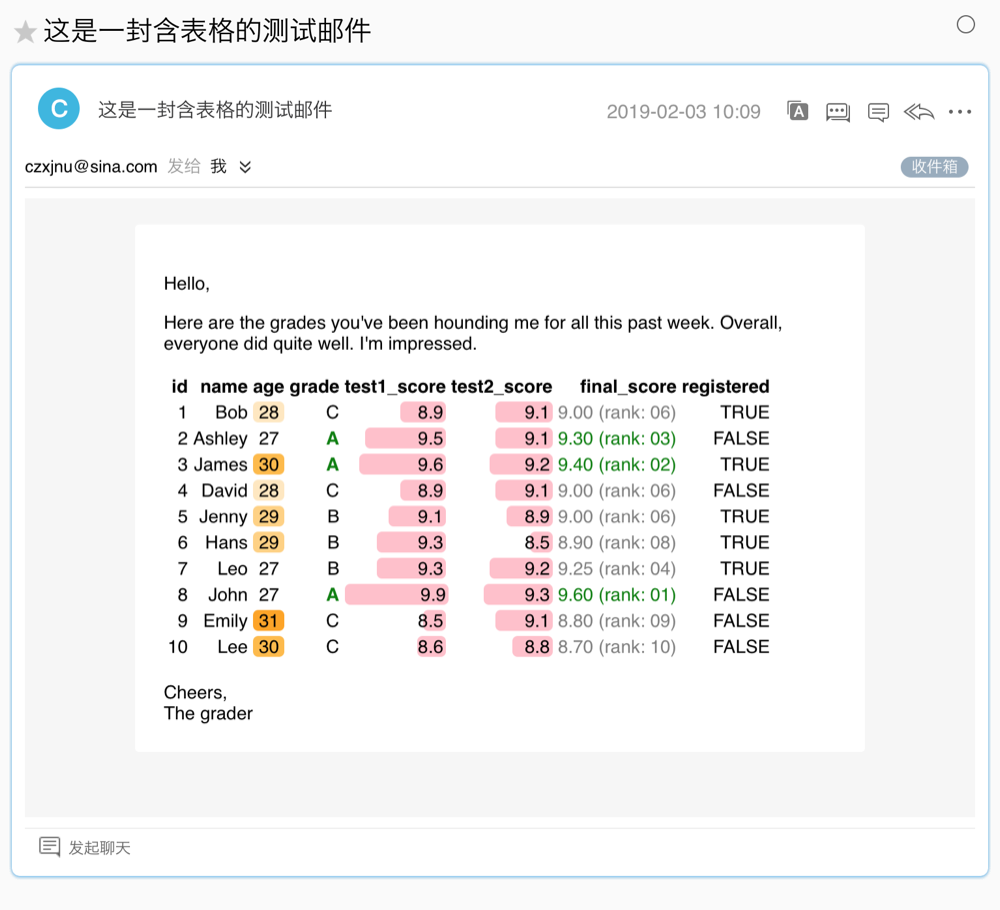 这是一封含表格的测试邮件
C 这是一封含表格的测试邮件 2019-02-03 10:09 A
czxjnu@sina.com 发给 我 收件箱
Hello,
Here are the grades you've been hounding me for all this past week. Overall,
everyone did quite well. I'm impressed.
id name age grade test1_score test2_score final_score registered
1 Bob 28 C 8.9 9.1 9.00 (rank: 06) TRUE
2 Ashley 27 A 9.5 9.1 9.30 (rank: 03) FALSE
3 James 30 A 9.6 9.2 9.40 (rank: 02) TRUE
4 David 28 C 8.9 9.1 9.00 (rank: 06) FALSE
5 Jenny 29 B 9.1 8.9 9.00 (rank: 06) TRUE
6 Hans 29 B 9.3 8.5 8.90 (rank: 08) TRUE
7 Leo 27 B 9.3 9.2 9.25 (rank: 04) TRUE
8 John 27 A 9.9 9.3 9.60 (rank: 01) FALSE
9 Emily 31 C 8.5 9.1 8.80 (rank: 09) FALSE
10 Lee 30 C 8.6 8.8 8.70 (rank: 10) FALSE
Cheers,
The grader
发起聊天